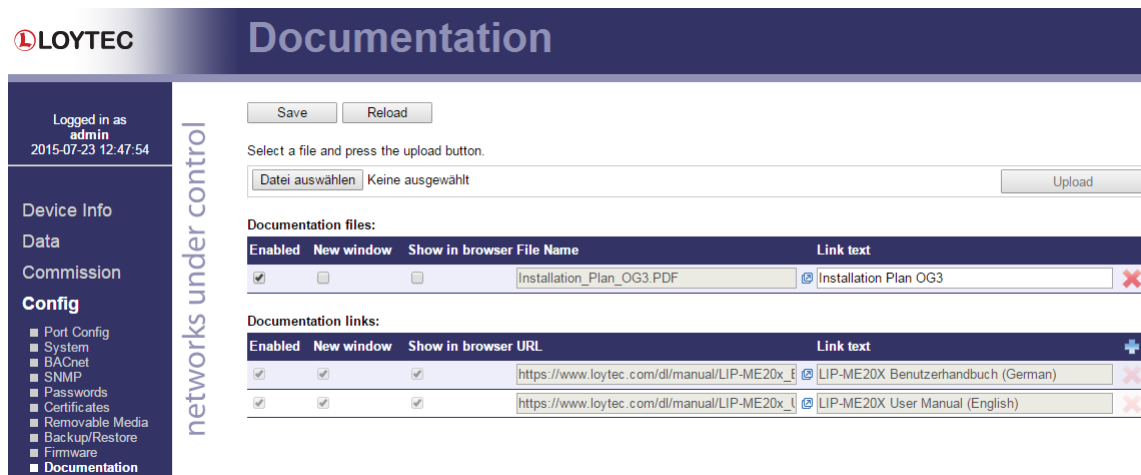 LOYTEC
Documentation
Logged in as
admin
2015-07-23 12:47:54
Device Info
Data
Commission
Config
Port Config
System
BACnet
SNMP
Passwords
Certificates
Removable Media
Backup/Restore
Firmware
Documentation
networks under control
Save Reload
Select a file and press the upload button.
Datei auswählen Keine ausgewählt Upload
Documentation files:
Enabled New window Show in browser File Name Link text
Installation_Plan_OG3.PDF Installation Plan OG3
Documentation links:
Enabled New window Show in browser URL Link text
https://www.loytec.com/dl/manual/LIP-ME20x_ LIP-ME20X Benutzerhandbuch (German)
https://www.loytec.com/dl/manual/LIP-ME20x_ LIP-ME20X User Manual (English)